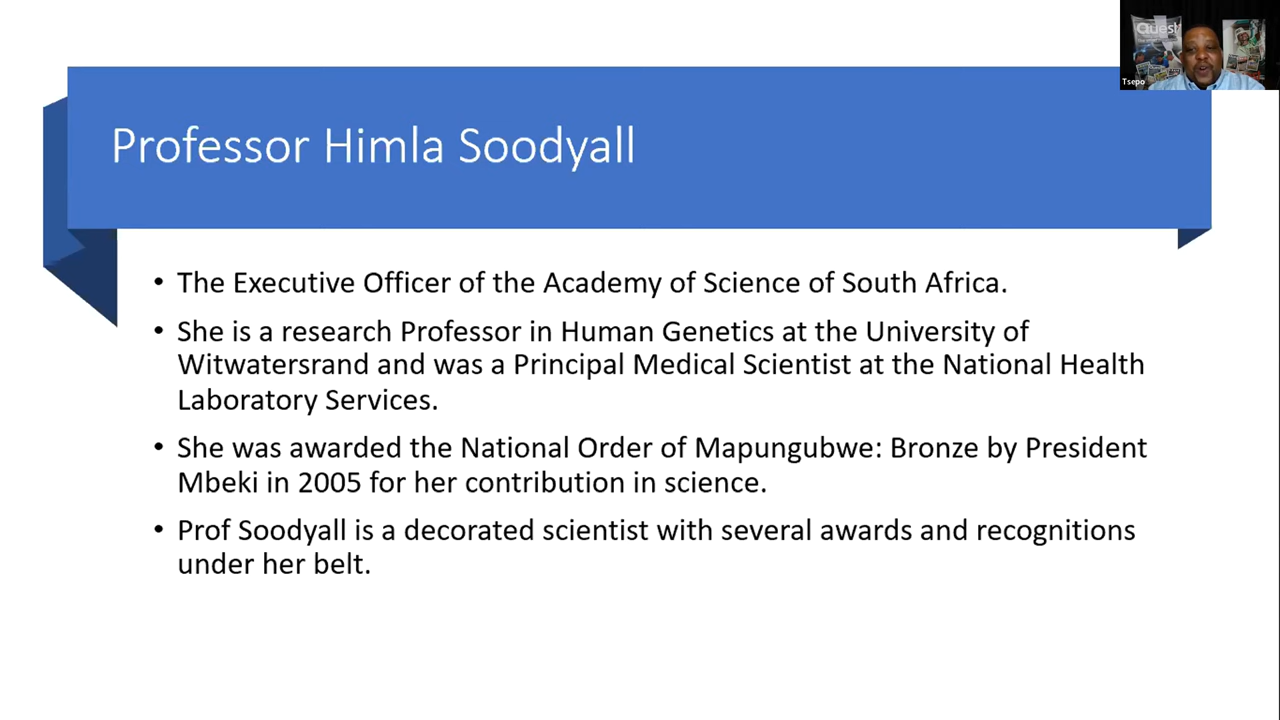 Quest
Tsepo
Professor Himla Soodyall
• The Executive Officer of the Academy of Science of South Africa.
• She is a research Professor in Human Genetics at the University of
Witwatersrand and was a Principal Medical Scientist at the National Health
Laboratory Services.
• She was awarded the National Order of Mapungubwe: Bronze by President
Mbeki in 2005 for her contribution in science.
• Prof Soodyall is a decorated scientist with several awards and recognitions
under her belt.